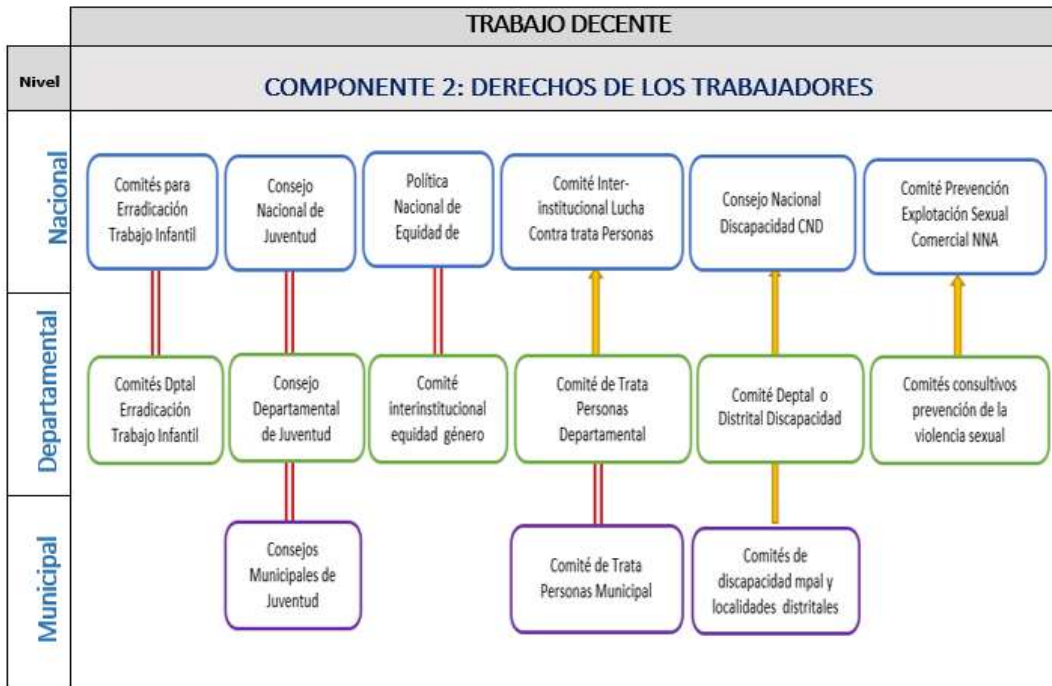 TRABAJO DECENTE
Nivel
COMPONENTE 2: DERECHOS DE LOS TRABAJADORES
Nacional
Comités para
Erradicación
Trabajo Infantil
Consejo
Nacional de
Juventud
Política
Nacional de
Equidad de
Comité Inter-
institucional Lucha
Contra trata Personas
Consejo Nacional
Discapacidad CND
Comité Prevención
Explotación Sexual
Comercial NNA
Departamental
Comités Dptal
Erradicación
Trabajo Infantil
Consejo
Departamental
de Juventud
Comité
interinstitucional
equidad género
Comité de Trata
Personas
Departamental
Comité Deptal o
Distrital Discapacidad
Comités consultivos
prevención de la
violencia sexual
Municipal
Consejos
Municipales de
Juventud
Comité de Trata
Personas Municipal
Comités de
discapacidad mpal y
localidades distritales